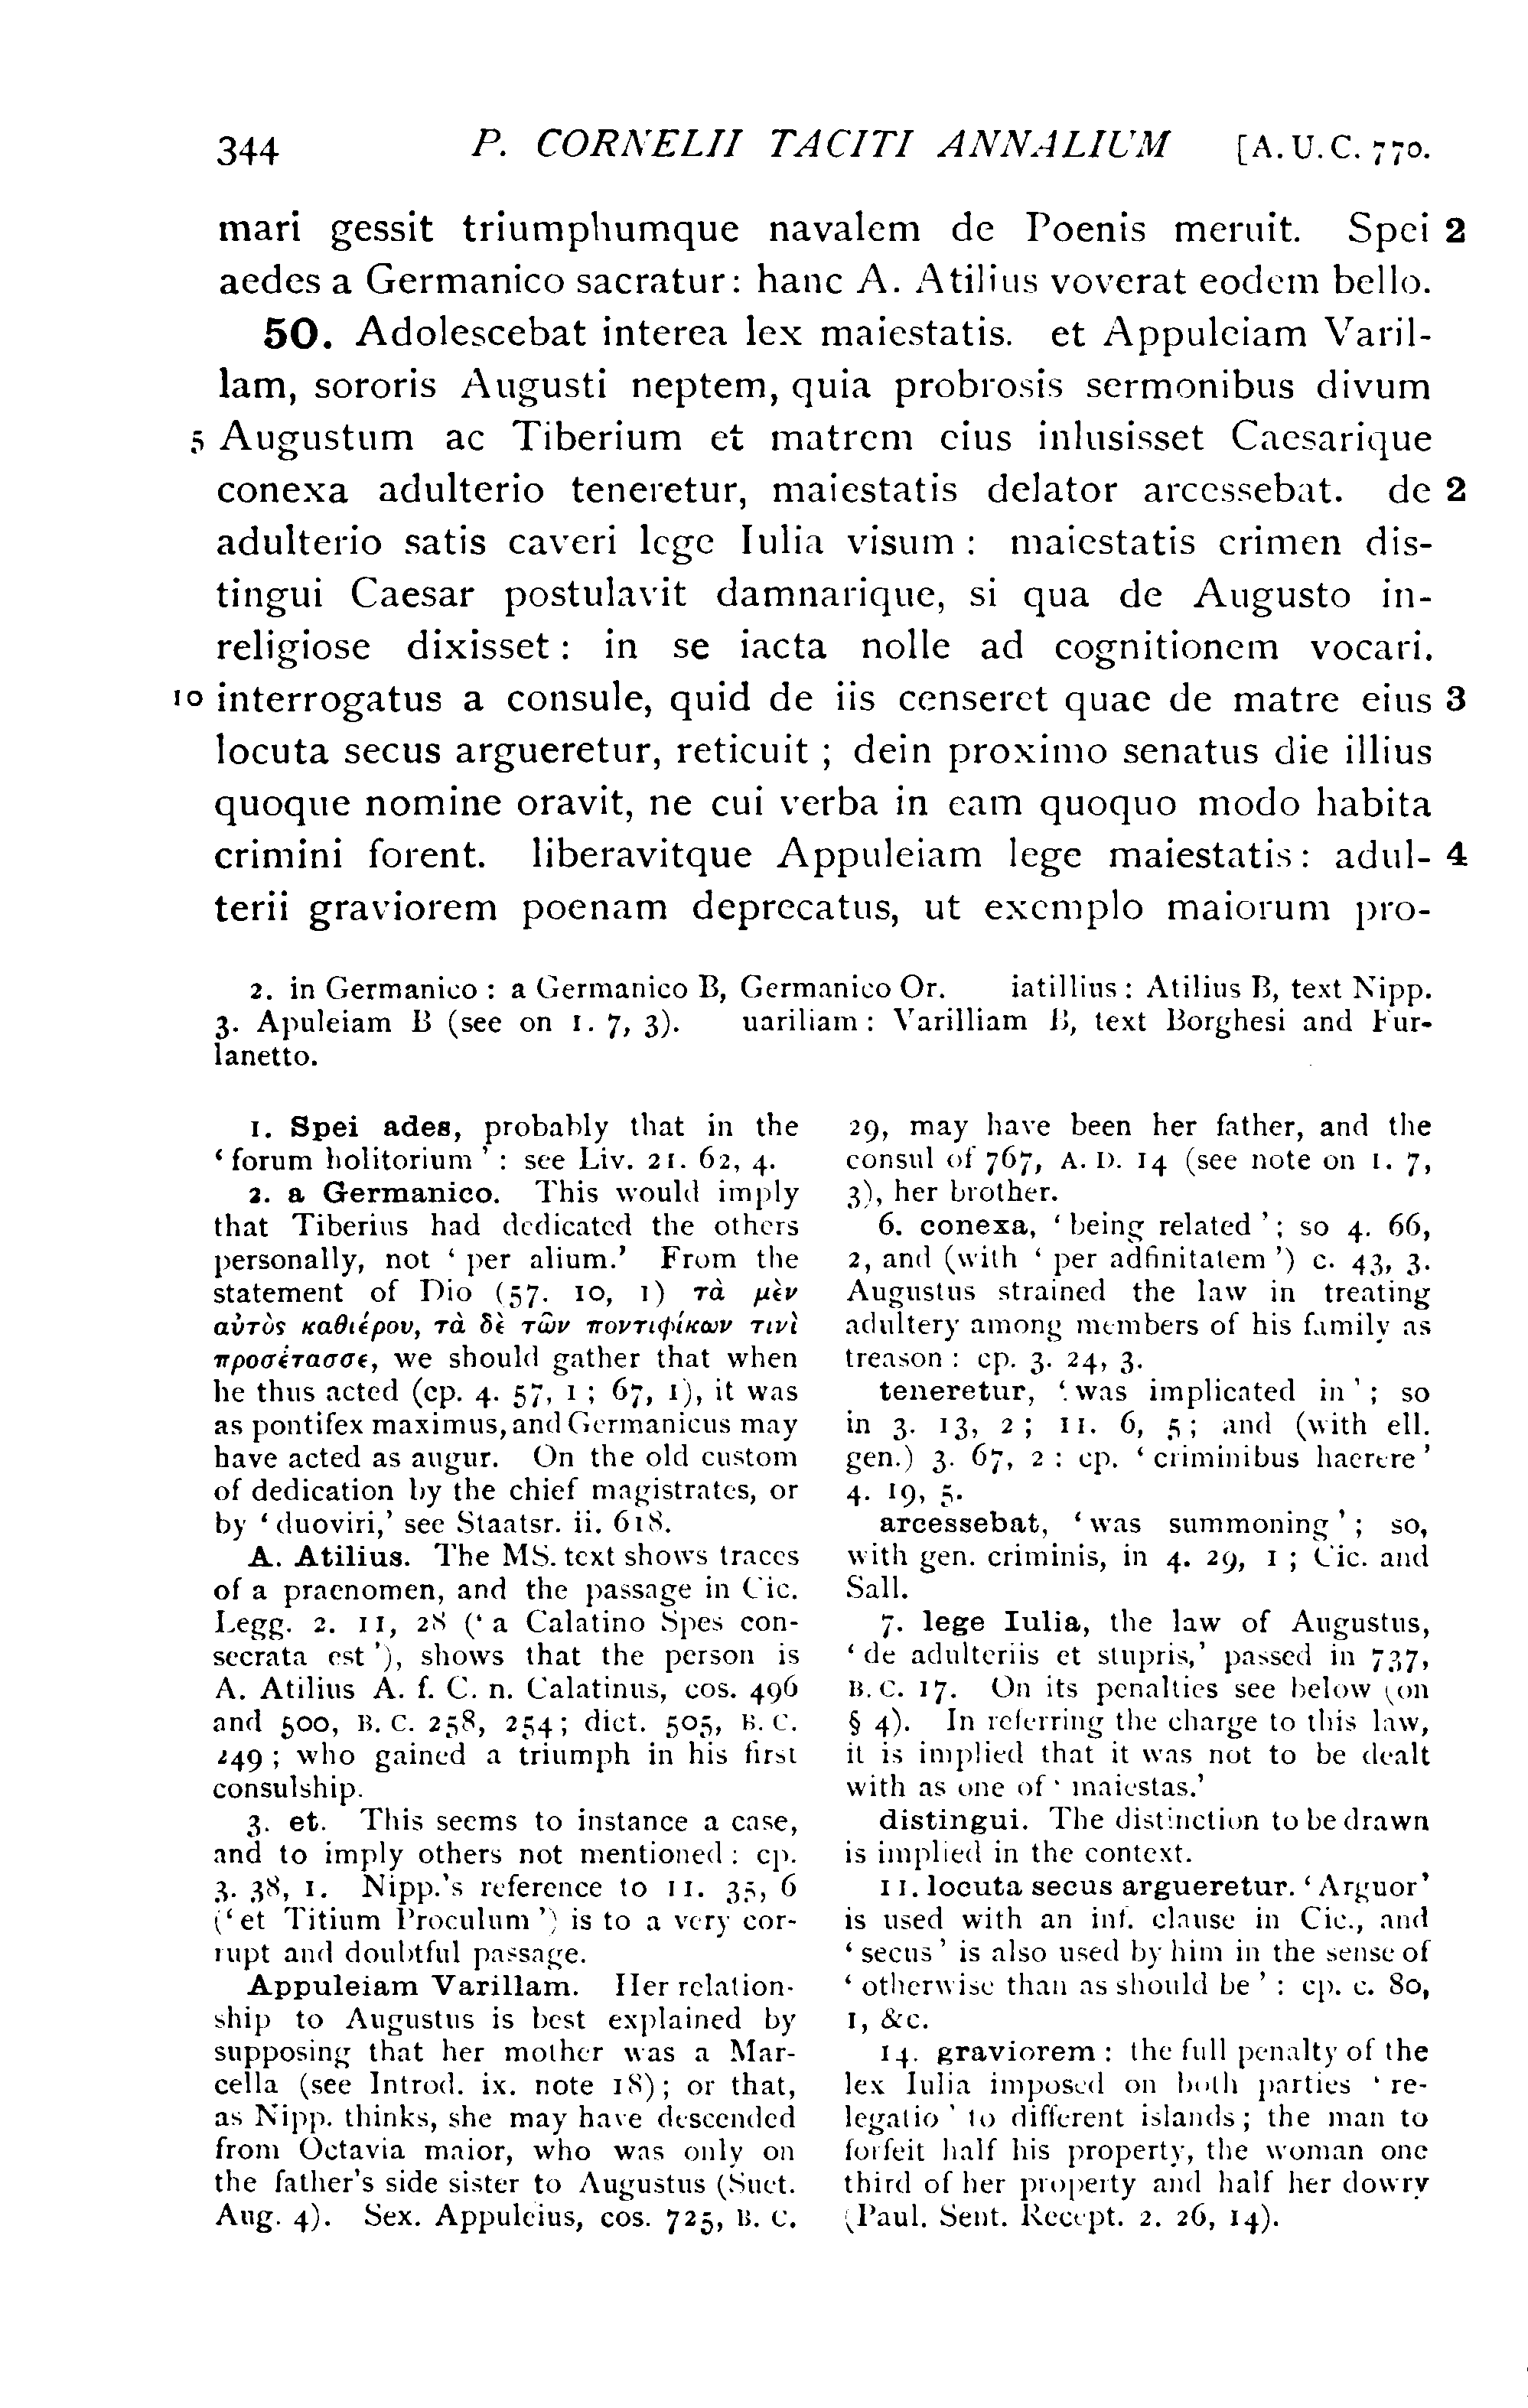 344 P. CORNELII TACITI ANNALIUM [A.U.C. 770.
mari gessit triumphumque navalem de Poenis meruit. Spei 2
aedes a Germanico sacratur: hanc A. Atilius voverat eodem bello.
50. Adolescebat interea lex maiestatis. et Appuleiam Varil-
lam, sororis Augusti neptem, quia probrosis sermonibus divum
5 Augustum ac Tiberium et matrem eius inlusisset Caesarique
conexa adulterio teneretur, maiestatis delator arcessebat. de 2
adulterio satis caveri lege Iulia visum: maiestatis crimen dis-
tingui Caesar postulavit damnarique, si qua de Augusto in-
religiose dixisset: in se iacta nolle ad cognitionem vocari.
10 interrogatus a consule, quid de iis censeret quae de matre eius 3
locuta secus argueretur, reticuit; dein proximo senatus die illius
quoque nomine oravit, ne cui verba in eam quoquo modo habita
crimini forent. liberavitque Appuleiam lege maiestatis: adul- 4
terii graviorem poenam deprecatus, ut exemplo maiorum pro-
2. in Germanico: a Germanico B, Germanico Or. iatillius: Atilius B, text Nipp.
3. Apuleiam B (see on 1. 7, 3). uariliam: Varilliam B, text Borghesi and Fur-
lanetto.
1. Spei ades, probably that in the
'forum holitorium': see Liv. 21. 62, 4.
2. a Germanico. This would imply
that Tiberius had dedicated the others
personally, not 'per alium.' From the
statement of Dio (57. 10, 1) τὰ μὲν
αὐτὸς καθιέρου, τὰ δὲ τῶν ποντιφίκων τινὶ
προσέτασσε, we should gather that when
he thus acted (cp. 4. 57, 1; 67, 1), it was
as pontifex maximus, and Germanicus may
have acted as augur. On the old custom
of dedication by the chief magistrates, or
by 'duoviri,' see Staatsr. ii. 618.
A. Atilius. The MS. text shows traces
of a praenomen, and the passage in Cic.
Legg. 2. 11, 28 ('a Calatino Spes con-
secrata est'), shows that the person is
A. Atilius A. f. C. n. Calatinus, cos. 496
and 500, B.C. 258, 254; dict. 505, B.C.
249; who gained a triumph in his first
consulship.
3. et. This seems to instance a case,
and to imply others not mentioned: cp.
3. 38, 1. Nipp.'s reference to 11. 35, 6
('et Titium Proculum') is to a very cor-
rupt and doubtful passage.
Appuleiam Varillam. Her relation-
ship to Augustus is best explained by
supposing that her mother was a Mar-
cella (see Introd. ix. note 18); or that,
as Nipp. thinks, she may have descended
from Octavia maior, who was only on
the father's side sister to Augustus (Suet.
Aug. 4). Sex. Appuleius, cos. 725, B.C.
29, may have been her father, and the
consul of 767, A.D. 14 (see note on 1. 7,
3), her brother.
6. conexa, 'being related'; so 4. 66,
2, and (with 'per adfinitatem') c. 43, 3.
Augustus strained the law in treating
adultery among members of his family as
treason: cp. 3. 24, 3.
teneretur, 'was implicated in'; so
in 3. 13, 2; 11. 6, 5; and (with ell.
gen.) 3. 67, 2: cp. 'criminibus haerere'
4. 19, 5.
arcessebat, 'was summoning'; so,
with gen. criminis, in 4. 29, 1; Cic. and
Sall.
7. lege Iulia, the law of Augustus,
'de adulteriis et stupris,' passed in 737,
B.C. 17. On its penalties see below (on
§ 4). In referring the charge to this law,
it is implied that it was not to be dealt
with as one of 'maiestas.'
distingui. The distinction to be drawn
is implied in the context.
11. locuta secus argueretur. 'Arguor'
is used with an inf. clause in Cic., and
'secus' is also used by him in the sense of
'otherwise than as should be': cp. c. 80,
1, &c.
14. graviorem: the full penalty of the
lex Iulia imposed on both parties 're-
legatio' to different islands; the man to
forfeit half his property, the woman one
third of her property and half her dowry
(Paul. Sent. Recept. 2. 26, 14).